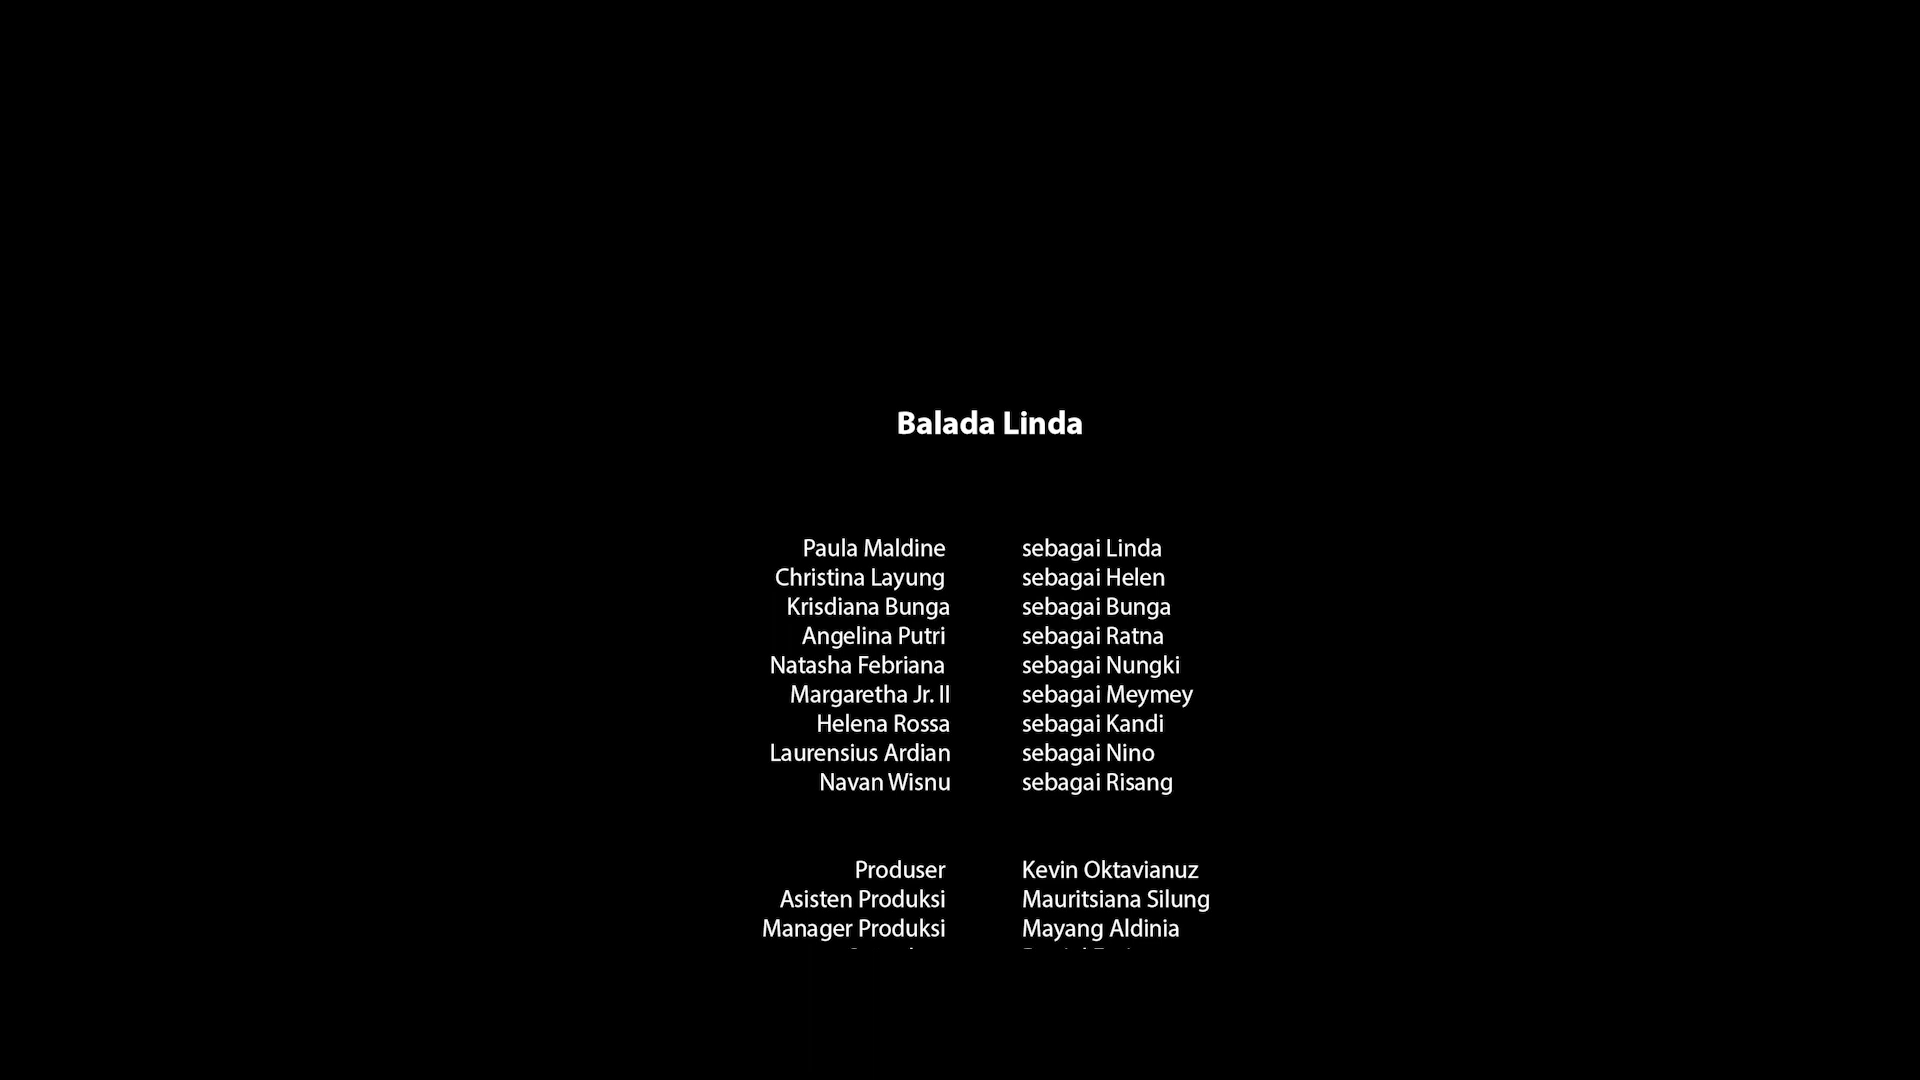 Balada Linda
Paula Maldine sebagai Linda
Christina Layung sebagai Helen
Krisdiana Bunga sebagai Bunga
Angelina Putri sebagai Ratna
Natasha Febriana sebagai Nungki
Margaretha Jr. II sebagai Meymey
Helena Rossa sebagai Kandi
Laurensius Ardian sebagai Nino
Navan Wisnu sebagai Risang
Produser Kevin Oktavianuz
Asisten Produksi Mauritsiana Silung
Manager Produksi Mayang Aldinia